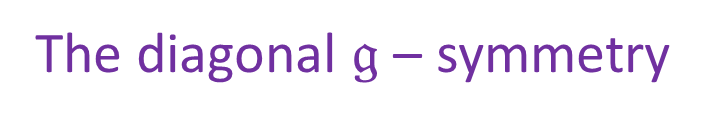 The diagonal 𝔤 – symmetry